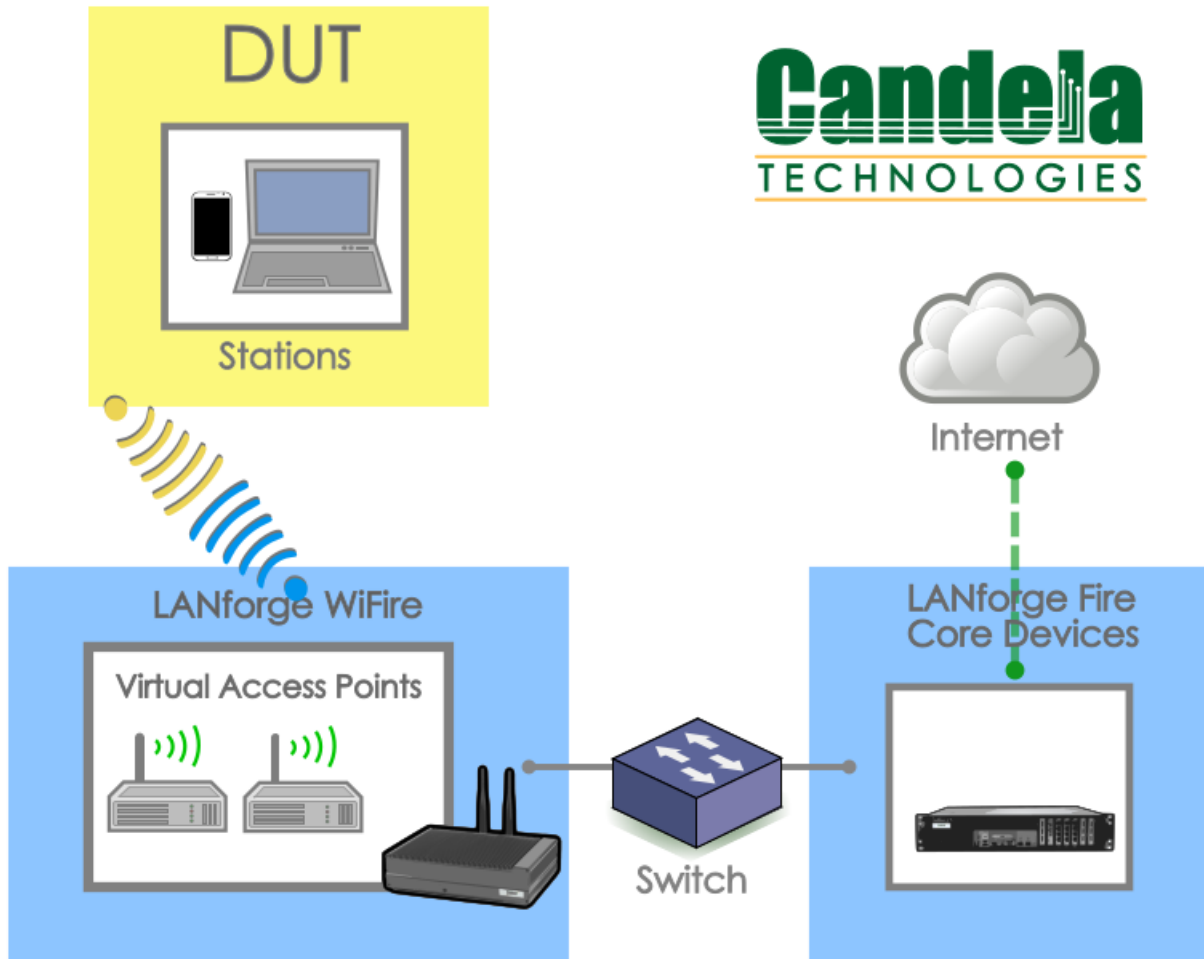 DUT
Stations
Candela
TECHNOLOGIES
Internet
LANforge WiFire
Virtual Access Points
Switch
LANforge Fire
Core Devices